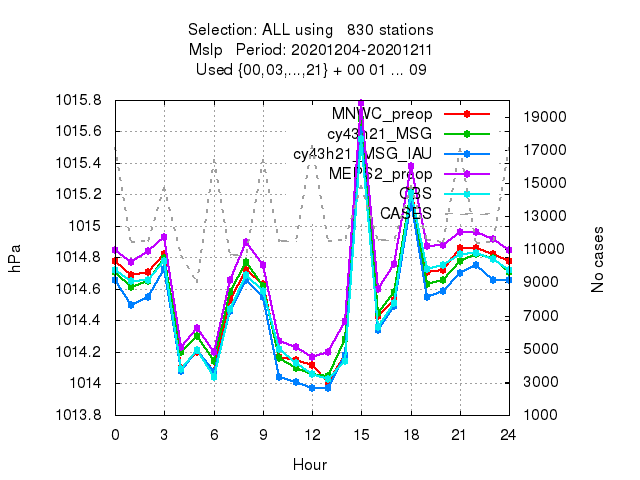 Selection: ALL using   830 stations
Mslp   Period: 20201204-20201211
Used {00,03,...,21} + 00 01 ... 09
1015.8
1015.6
1015.4
1015.2
1015
1014.8
1014.6
1014.4
1014.2
1014
1013.8
hPa
MNWC_preop
cy43h21_MSG
cy43h21_MSG_IAU
MEPS2_preop
OBS
CASES
19000
17000
15000
13000
11000
9000
7000
5000
3000
1000
No cases
0 3 6 9 12 15 18 21 24
Hour